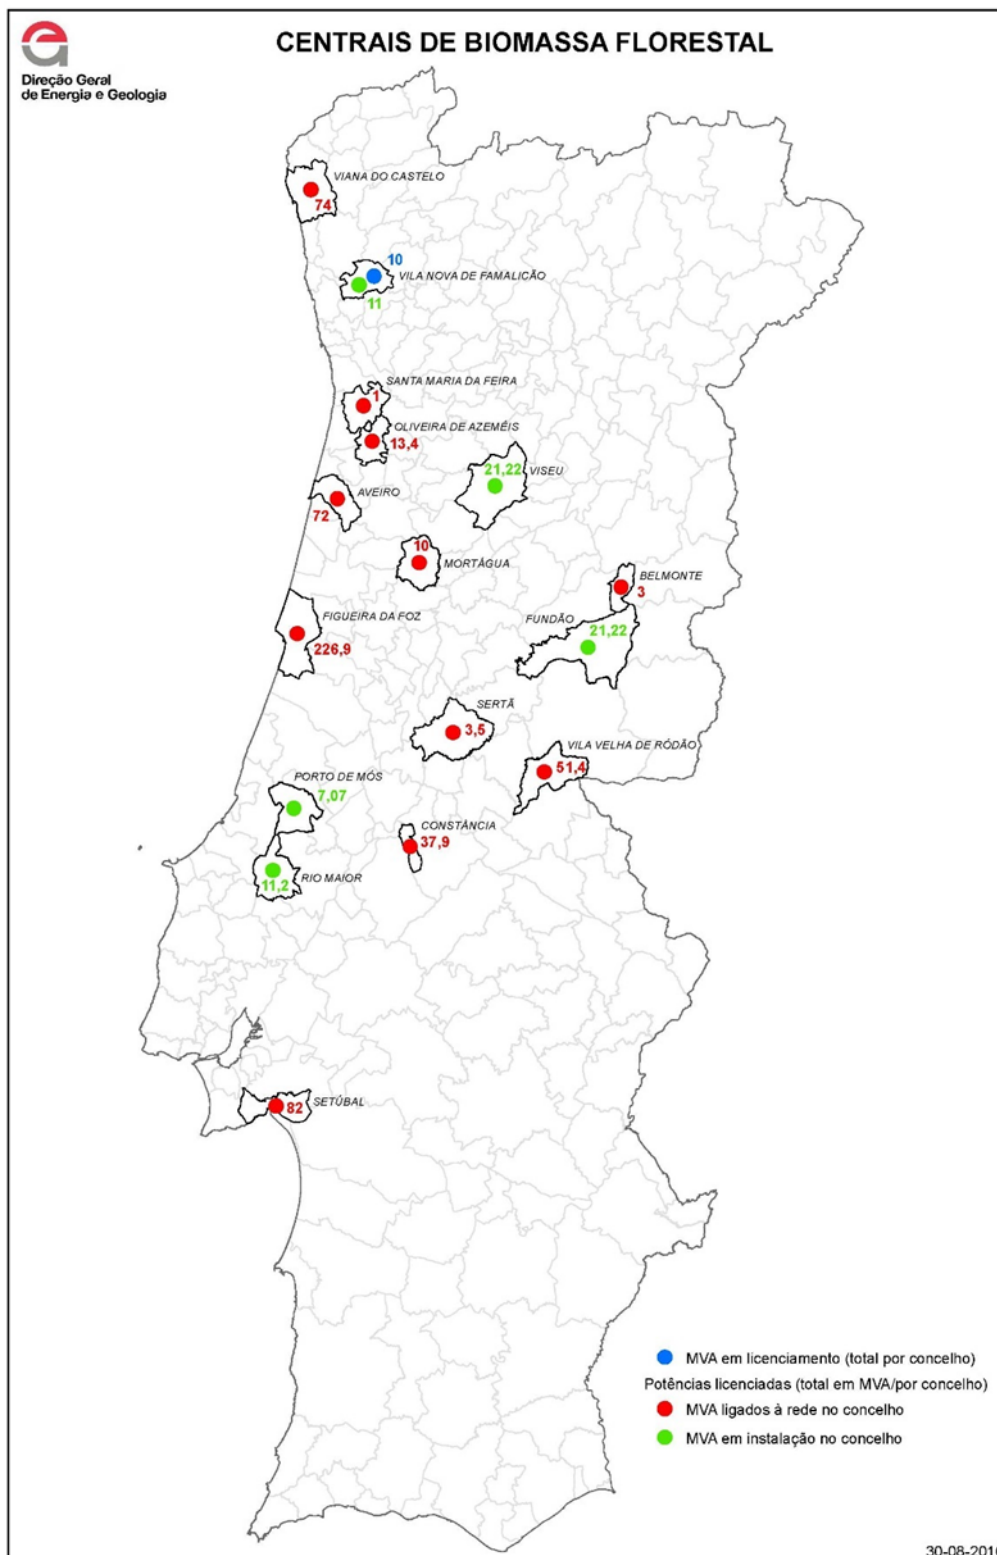 CENTRAIS DE BIOMASSA FLORESTAL
Direção Geral
de Energia e Geologia
VIANA DO CASTELO
74
10
VILA NOVA DE FAMALICÃO
11
SANTA MARIA DA FEIRA
1
OLIVEIRA DE AZEMÉIS
13,4
21,22
VISEU
AVEIRO
72
10
MORTÁGUA
BELMONTE
3
FIGUEIRA DA FOZ
226,9
FUNDÃO
21,22
SERTÃ
3,5
VILA VELHA DE RÓDÃO
51,4
PORTO DE MÓS
7,07
CONSTÂNCIA
37,9
RIO MAIOR
11,2
SETÚBAL
82
MVA em licenciamento (total por concelho)
Potências licenciadas (total em MVA/por concelho)
MVA ligados à rede no concelho
MVA em instalação no concelho